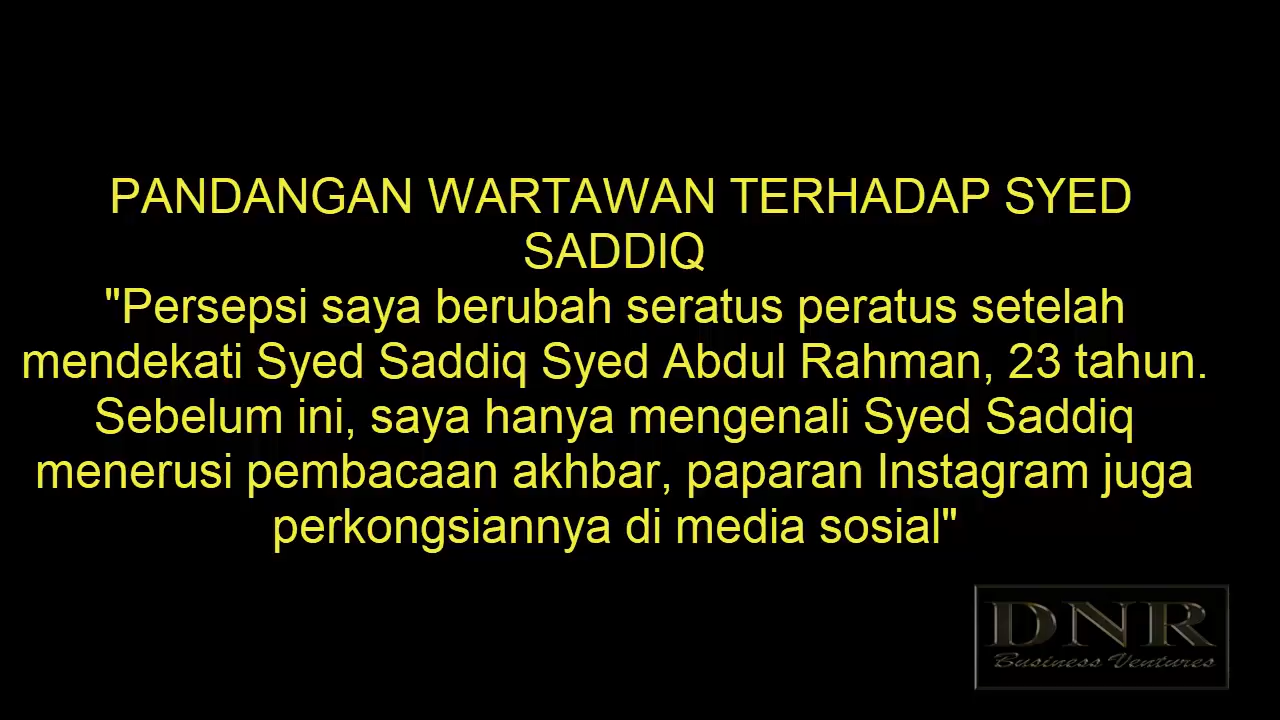 PANDANGAN WARTAWAN TERHADAP SYED
SADDIQ
"Persepsi saya berubah seratus peratus setelah
mendekati Syed Saddiq Syed Abdul Rahman, 23 tahun.
Sebelum ini, saya hanya mengenali Syed Saddiq
menerusi pembacaan akhbar, paparan Instagram juga
perkongsiannya di media sosial"
DNR
Business Ventures